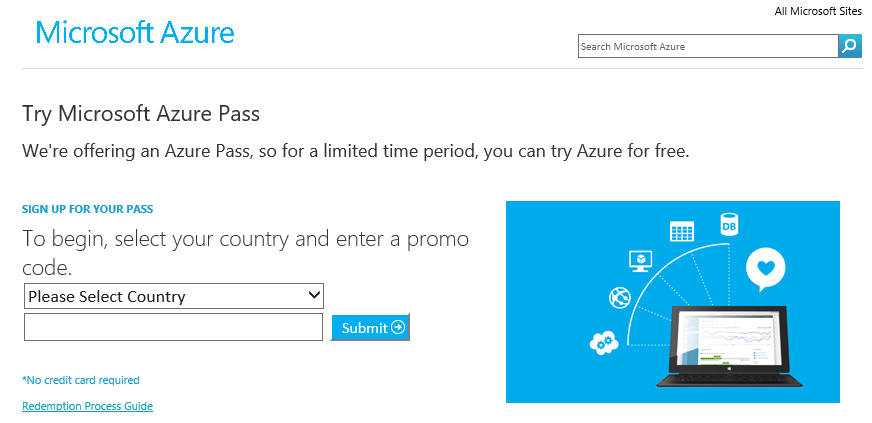 All Microsoft Sites
Microsoft Azure
Search Microsoft Azure
Try Microsoft Azure Pass
We're offering an Azure Pass, so for a limited time period, you can try Azure for free.
SIGN UP FOR YOUR PASS
To begin, select your country and enter a promo
code.
Please Select Country
Submit
*No credit card required
Redemption Process Guide
DB